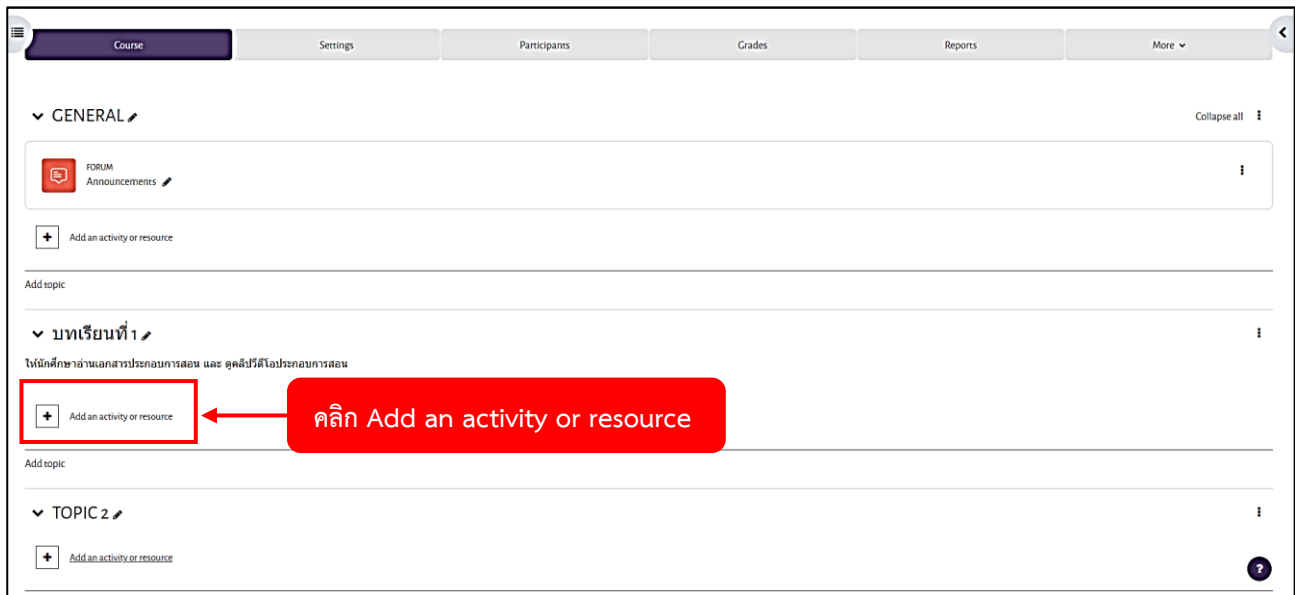 Course Settings Participants Grades Reports More
GENERAL Collapse all
FORUM
Announcements
Add an activity or resource
Add topic
บทเรียนที่ 1
ให้นักศึกษาอ่านเอกสารประกอบการสอน และ ดูคลิปวีดีโอประกอบการสอน
Add an activity or resource
คลิก Add an activity or resource
Add topic
TOPIC 2
Add an activity or resource
?